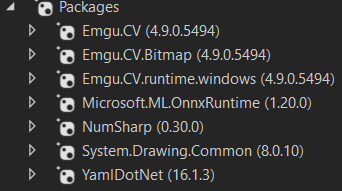 Packages
Emgu.CV (4.9.0.5494)
Emgu.CV.Bitmap (4.9.0.5494)
Emgu.CV.runtime.windows (4.9.0.5494)
Microsoft.ML.OnnxRuntime (1.20.0)
NumSharp (0.30.0)
System.Drawing.Common (8.0.10)
YamlDotNet (16.1.3)